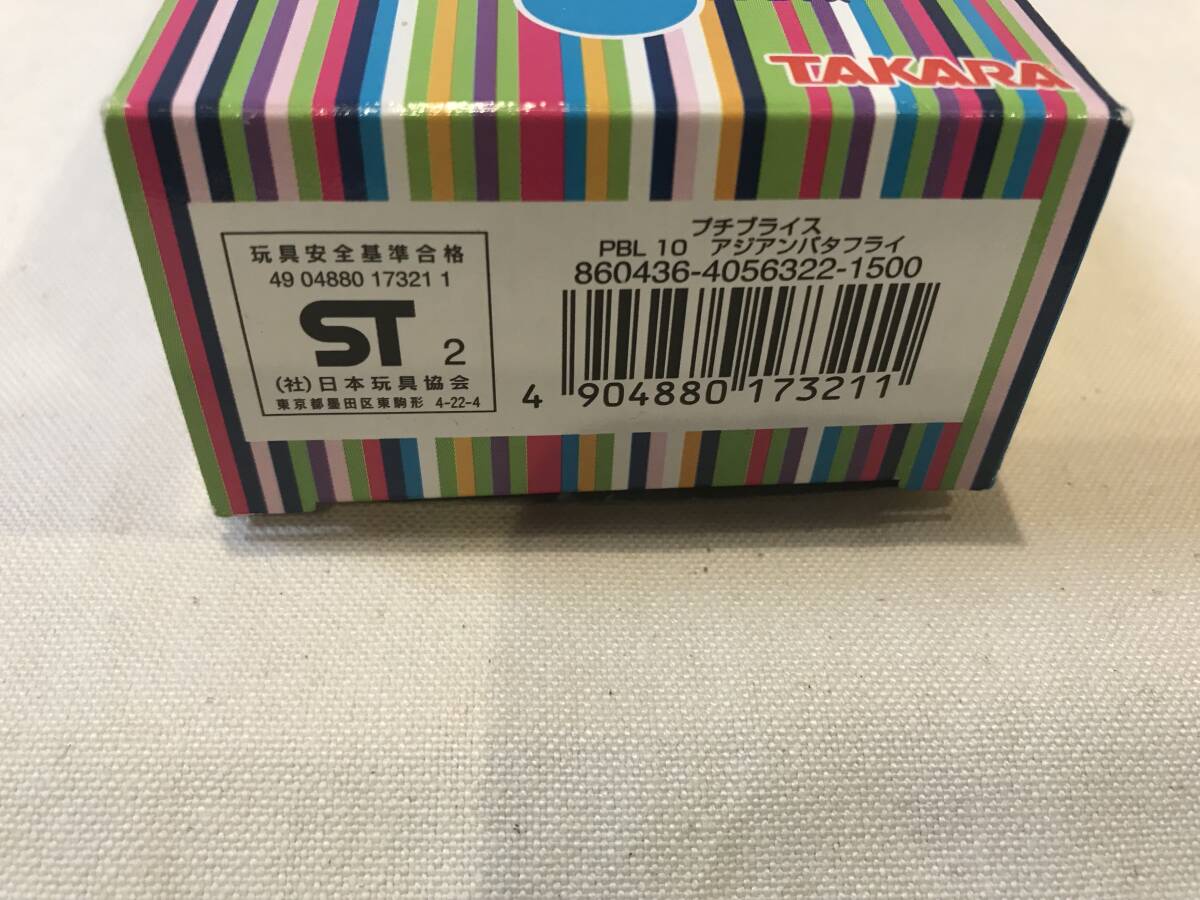 TAKARA
玩具安全基準合格
49 04880 17321 1
ST 2
(社)日本玩具協会
東京都墨田区東駒形 4-22-4
プチブライス
PBL 10 アジアンバタフライ
860436-4056322-1500
4 904880 173211